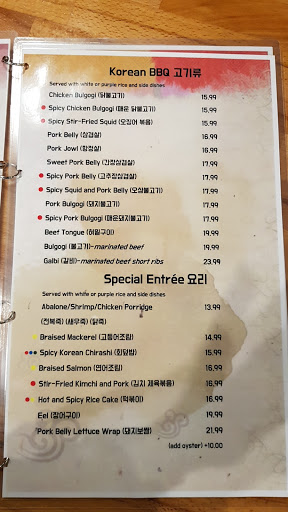 Korean BBQ 고기류
Served with white or purple rice and side dishes
Chicken Bulgogi (닭불고기) 15.99
Spicy Chicken Bulgogi (매운 닭불고기) 15.99
Spicy Stir-Fried Squid (오징어 볶음) 15.99
Pork Belly (삼겹살) 16.99
Pork Jowl (항정살) 16.99
Sweet Pork Belly (간장삼겹살) 17.99
Spicy Pork Belly (고추장삼겹살) 17.99
Spicy Squid and Pork Belly (오삼불고기) 17.99
Pork Bulgogi (돼지불고기) 17.99
Spicy Pork Bulgogi (매운돼지불고기) 17.99
Beef Tongue (혀밑구이) 19.99
Bulgogi (불고기)-marinated beef 19.99
Galbi (갈비)-marinated beef short ribs 23.99
Special Entrée 요리
Served with white or purple rice and side dishes
Abalone/Shrimp/Chicken Porridge 13.99
(전복죽) (새우죽) (닭죽)
Braised Mackerel (고등어조림) 14.99
Spicy Korean Chirashi (회덮밥) 15.99
Braised Salmon (연어조림) 16.99
Stir-Fried Kimchi and Pork (김치 제육볶음) 16.99
Hot and Spicy Rice Cake (떡볶이) 16.99
Eel (장어구이) 19.99
Pork Belly Lettuce Wrap (돼지보쌈) 21.99
(add oyster) +10.00